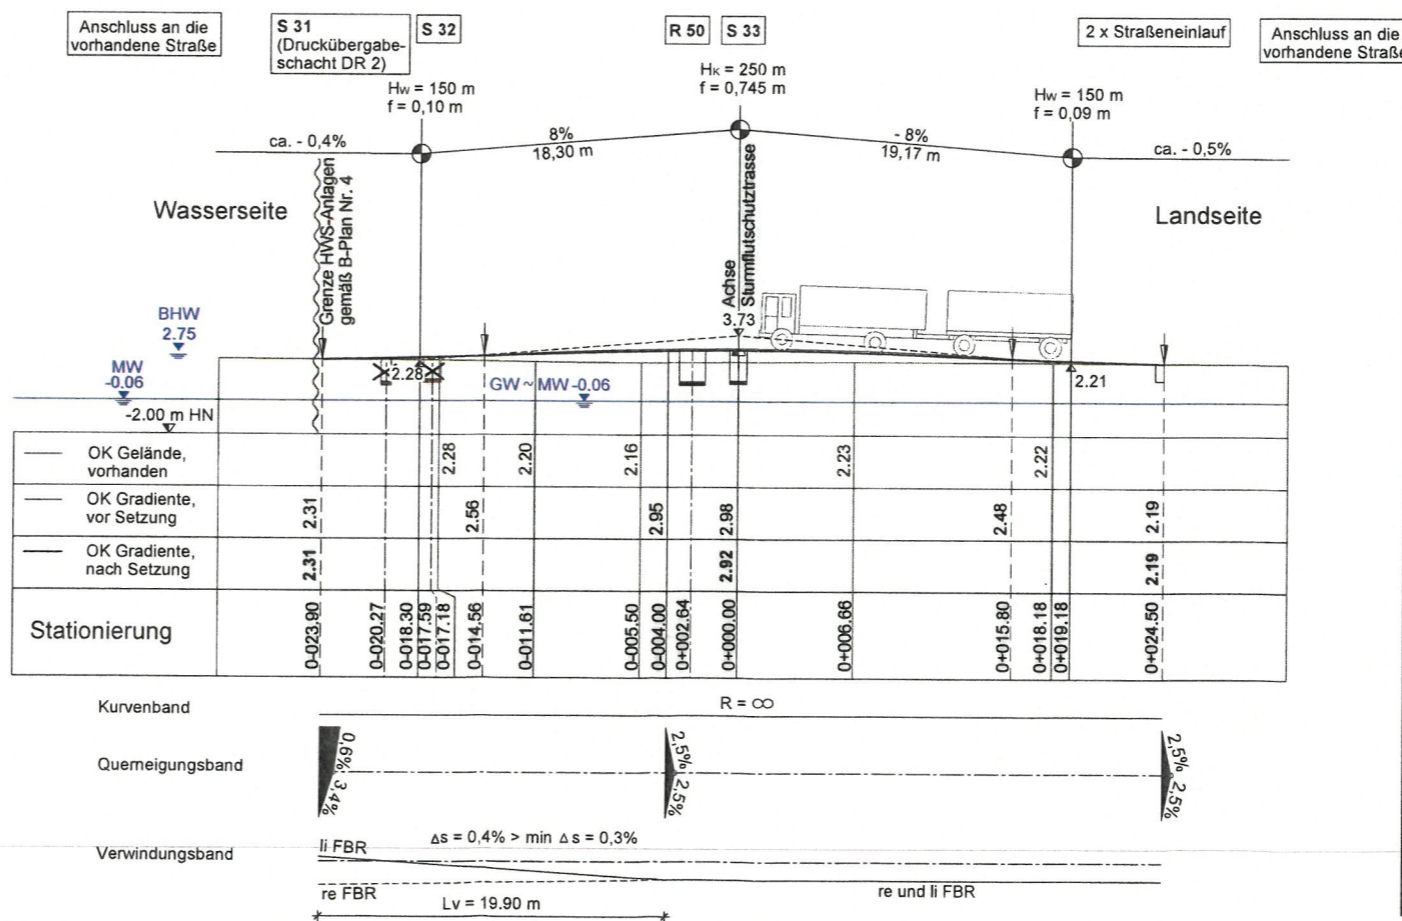 Anschluss an die
vorhandene Straße
S 31
(Druckübergabe-
schacht DR 2)
S 32
R 50
S 33
2 x Straßeneinlauf
Anschluss an die
vorhandene Straße
Hw = 150 m
f = 0,10 m
Hк = 250 m
f = 0,745 m
Hw = 150 m
f = 0,09 m
ca. - 0,4%
8%
18,30 m
- 8%
19,17 m
ca. - 0,5%
Wasserseite
Landseite
Grenze HWS-Anlagen
gemäß B-Plan Nr. 4
Achse
Sturmflutschutztrasse
3.73
BHW
2.75
MW
-0.06
2.28
GW ~ MW -0.06
2.21
-2.00 m HN
OK Gelände,
vorhanden
2.28
2.20
2.16
2.23
2.22
OK Gradiente,
vor Setzung
2.31
2.56
2.95
2.98
2.48
2.19
OK Gradiente,
nach Setzung
2.31
2.92
2.19
Stationierung
0-023.90
0-020.27
0-018.30
0-017.59
0-017.18
0-014.56
0-011.61
0-005.50
0-004.00
0+002.64
0+000.00
0+006.66
0+015.80
0+018.18
0+019.18
0+024.50
Kurvenband
R = ∞
Querneigungsband
0,6%
3,4%
2,5%
2,5%
2,5%
2,5%
Verwindungsband
li FBR
Δs = 0,4% > min Δs = 0,3%
re FBR
re und li FBR
Lv = 19.90 m